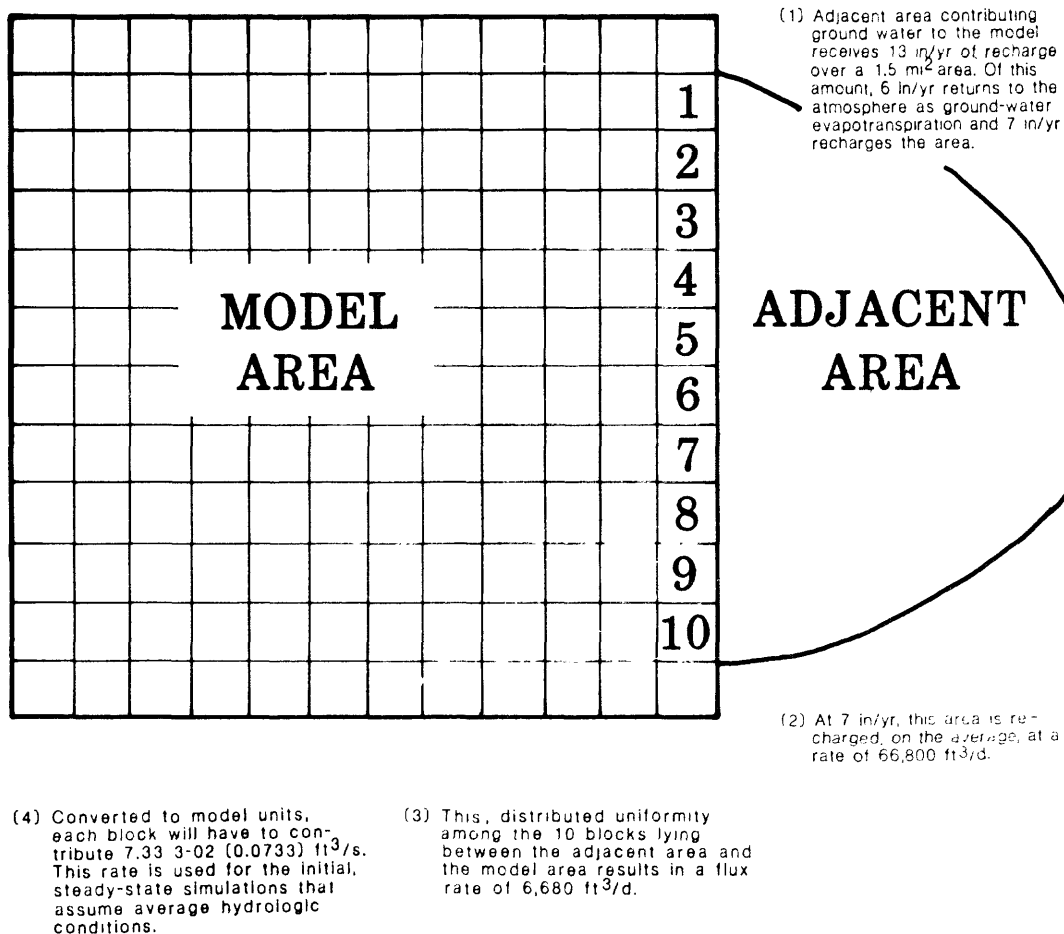 (1) Adjacent area contributing
ground water to the model
receives 13 in/yr of recharge
over a 1.5 mi2 area. Of this
amount, 6 in/yr returns to the
atmosphere as ground-water
evapotranspiration and 7 in/yr
recharges the area.
1
2
3
4
5
6
7
8
9
10
MODEL
AREA
ADJACENT
AREA
(2) At 7 in/yr, this area is re-
charged, on the average, at a
rate of 66,800 ft3/d.
(3) This, distributed uniformity
among the 10 blocks lying
between the adjacent area and
the model area results in a flux
rate of 6,680 ft3/d.
(4) Converted to model units,
each block will have to con-
tribute 7.33 3-02 (0.0733) ft3/s.
This rate is used for the initial,
steady-state simulations that
assume average hydrologic
conditions.